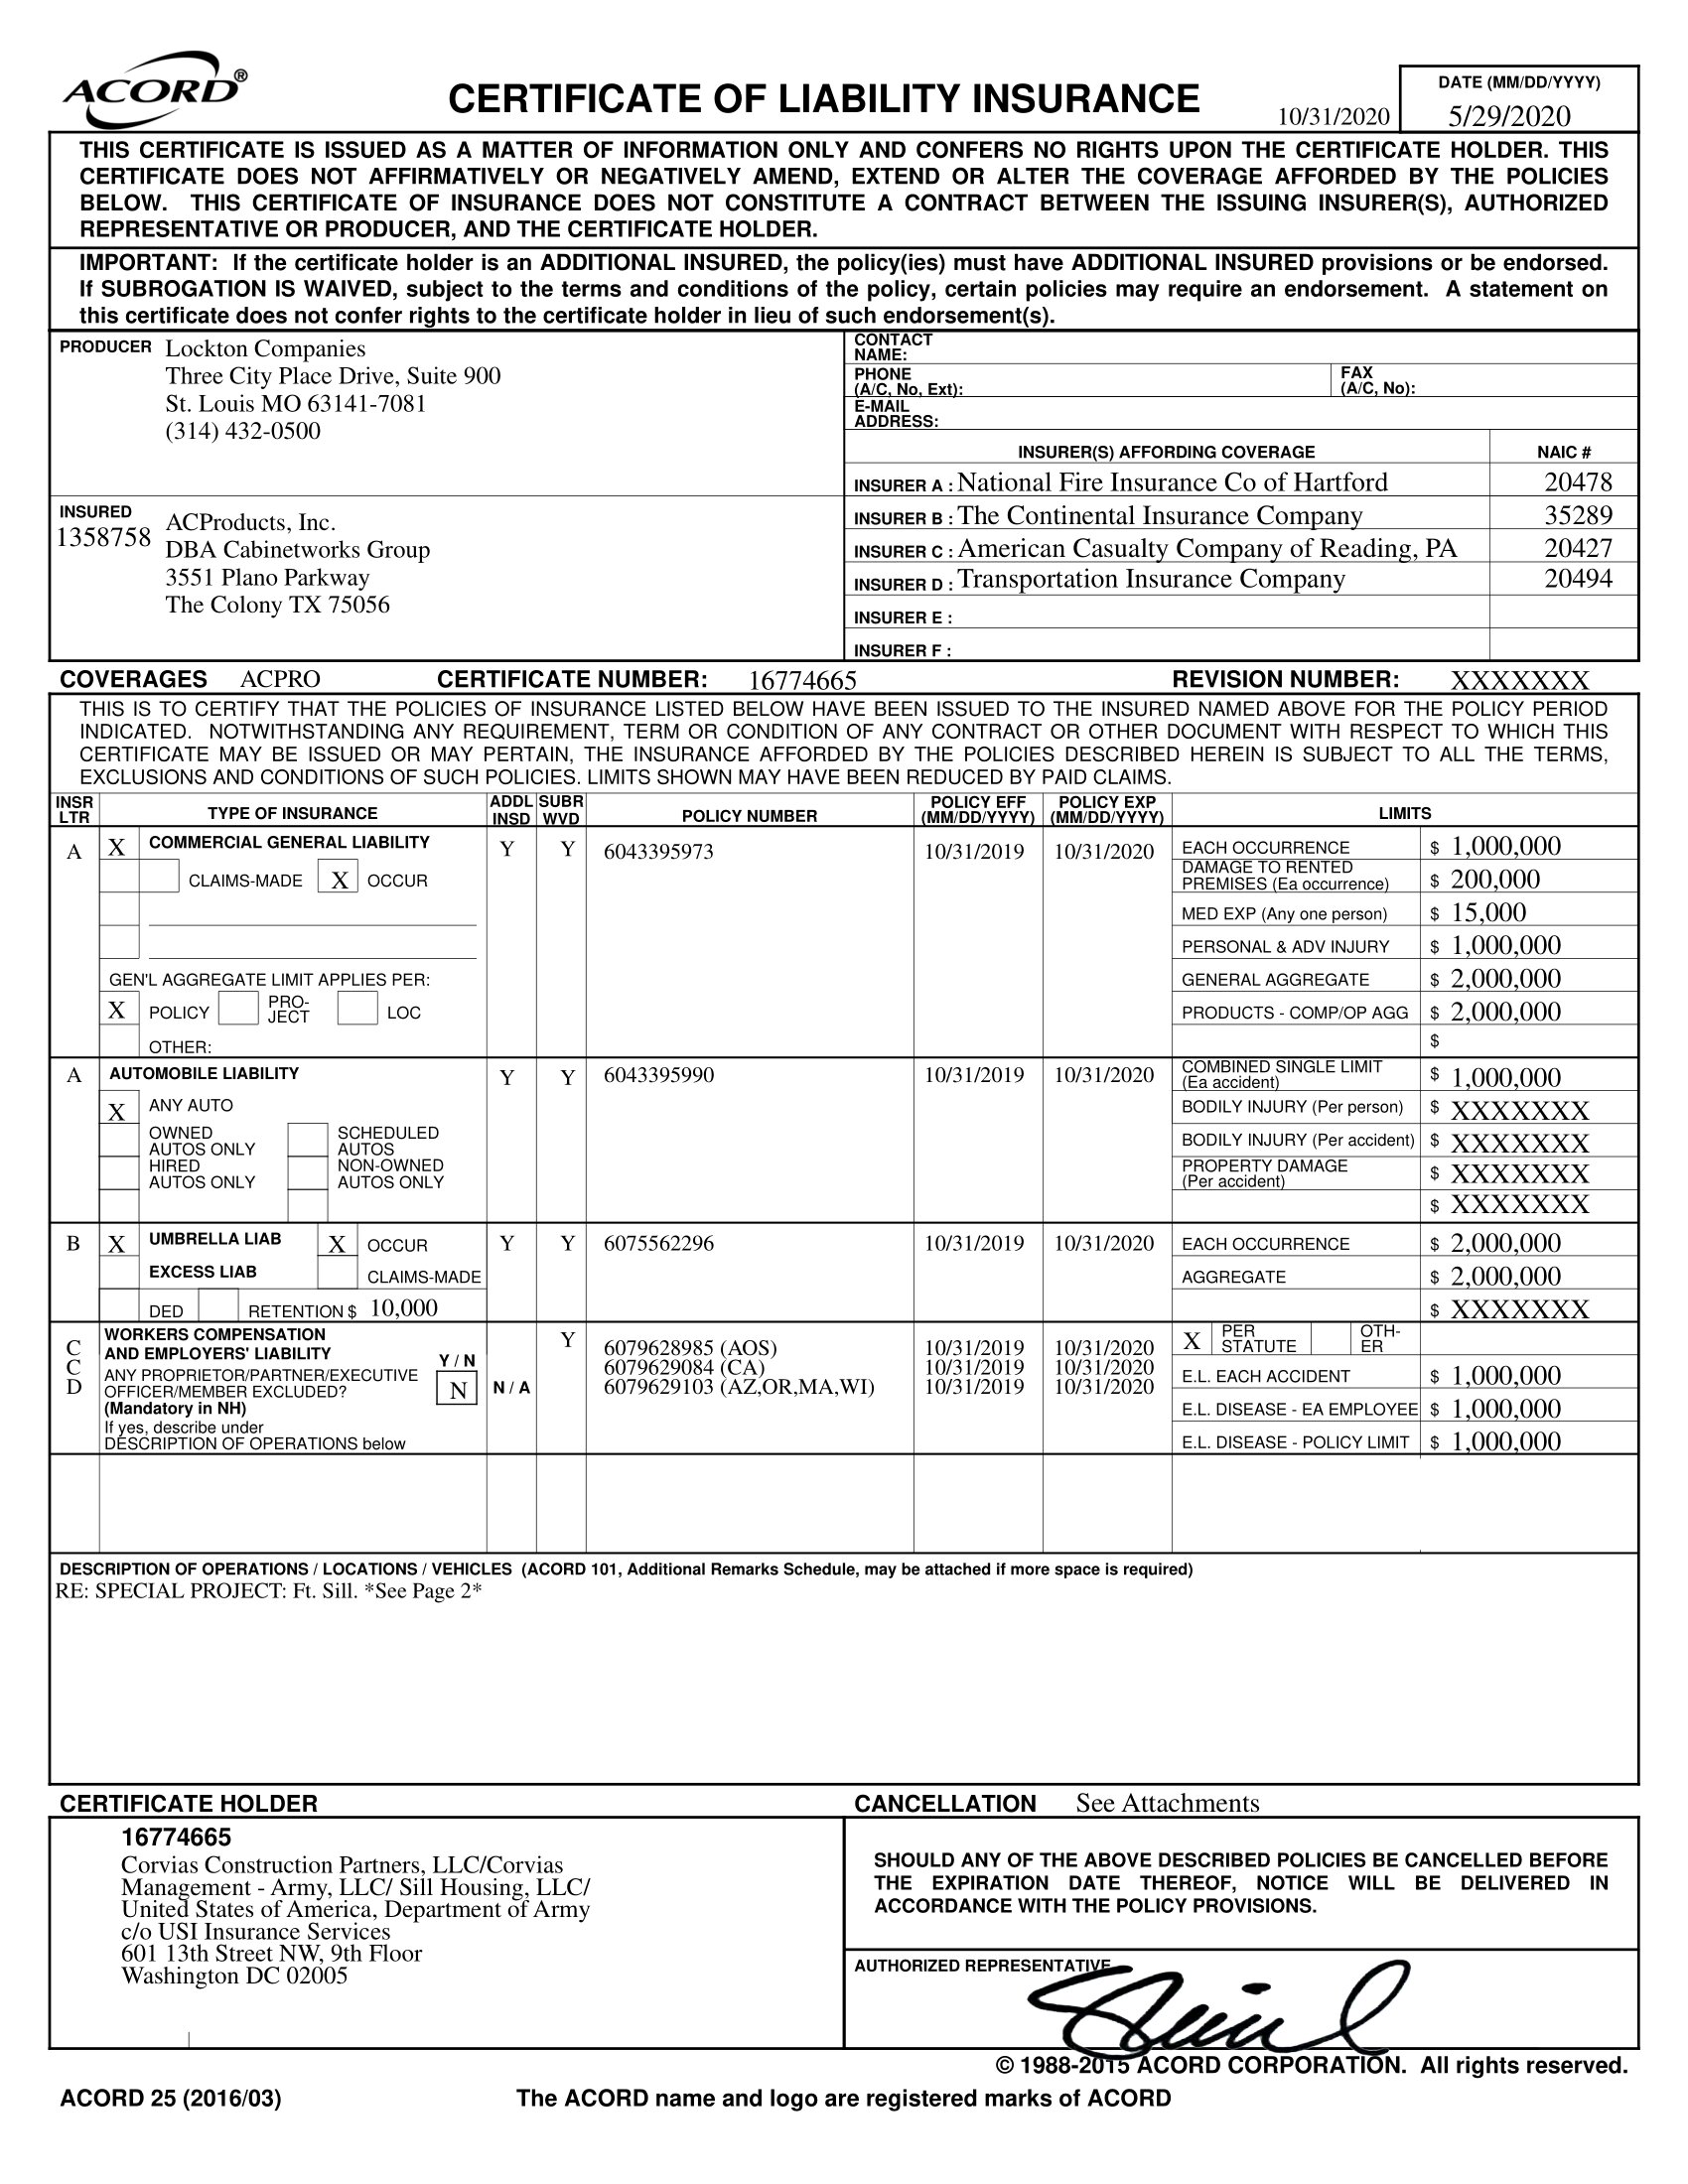 ACORD®
CERTIFICATE OF LIABILITY INSURANCE
10/31/2020
DATE (MM/DD/YYYY)
5/29/2020
THIS CERTIFICATE IS ISSUED AS A MATTER OF INFORMATION ONLY AND CONFERS NO RIGHTS UPON THE CERTIFICATE HOLDER. THIS
CERTIFICATE DOES NOT AFFIRMATIVELY OR NEGATIVELY AMEND, EXTEND OR ALTER THE COVERAGE AFFORDED BY THE POLICIES
BELOW. THIS CERTIFICATE OF INSURANCE DOES NOT CONSTITUTE A CONTRACT BETWEEN THE ISSUING INSURER(S), AUTHORIZED
REPRESENTATIVE OR PRODUCER, AND THE CERTIFICATE HOLDER.
IMPORTANT: If the certificate holder is an ADDITIONAL INSURED, the policy(ies) must have ADDITIONAL INSURED provisions or be endorsed.
If SUBROGATION IS WAIVED, subject to the terms and conditions of the policy, certain policies may require an endorsement. A statement on
this certificate does not confer rights to the certificate holder in lieu of such endorsement(s).
PRODUCER Lockton Companies
Three City Place Drive, Suite 900
St. Louis MO 63141-7081
(314) 432-0500
CONTACT
NAME:
PHONE
(A/C, No, Ext):
FAX
(A/C, No):
E-MAIL
ADDRESS:
INSURER(S) AFFORDING COVERAGE NAIC #
INSURER A : National Fire Insurance Co of Hartford 20478
INSURED
1358758
ACProducts, Inc.
DBA Cabinetworks Group
3551 Plano Parkway
The Colony TX 75056
INSURER B : The Continental Insurance Company 35289
INSURER C : American Casualty Company of Reading, PA 20427
INSURER D : Transportation Insurance Company 20494
INSURER E :
INSURER F :
COVERAGES ACPRO CERTIFICATE NUMBER: 16774665 REVISION NUMBER: XXXXXXX
THIS IS TO CERTIFY THAT THE POLICIES OF INSURANCE LISTED BELOW HAVE BEEN ISSUED TO THE INSURED NAMED ABOVE FOR THE POLICY PERIOD
INDICATED. NOTWITHSTANDING ANY REQUIREMENT, TERM OR CONDITION OF ANY CONTRACT OR OTHER DOCUMENT WITH RESPECT TO WHICH THIS
CERTIFICATE MAY BE ISSUED OR MAY PERTAIN, THE INSURANCE AFFORDED BY THE POLICIES DESCRIBED HEREIN IS SUBJECT TO ALL THE TERMS,
EXCLUSIONS AND CONDITIONS OF SUCH POLICIES. LIMITS SHOWN MAY HAVE BEEN REDUCED BY PAID CLAIMS.
INSR
LTR
TYPE OF INSURANCE
ADDL
INSD
SUBR
WVD
POLICY NUMBER
POLICY EFF
(MM/DD/YYYY)
POLICY EXP
(MM/DD/YYYY)
LIMITS
A X COMMERCIAL GENERAL LIABILITY Y Y 6043395973 10/31/2019 10/31/2020
CLAIMS-MADE X OCCUR
GEN'L AGGREGATE LIMIT APPLIES PER:
X POLICY PRO-
JECT LOC
OTHER:
EACH OCCURRENCE $ 1,000,000
DAMAGE TO RENTED
PREMISES (Ea occurrence) $ 200,000
MED EXP (Any one person) $ 15,000
PERSONAL & ADV INJURY $ 1,000,000
GENERAL AGGREGATE $ 2,000,000
PRODUCTS - COMP/OP AGG $ 2,000,000
$
A AUTOMOBILE LIABILITY Y Y 6043395990 10/31/2019 10/31/2020
X ANY AUTO
OWNED
AUTOS ONLY
SCHEDULED
AUTOS
HIRED
AUTOS ONLY
NON-OWNED
AUTOS ONLY
COMBINED SINGLE LIMIT
(Ea accident) $ 1,000,000
BODILY INJURY (Per person) $ XXXXXXX
BODILY INJURY (Per accident) $ XXXXXXX
PROPERTY DAMAGE
(Per accident) $ XXXXXXX
$ XXXXXXX
B X UMBRELLA LIAB X OCCUR Y Y 6075562296 10/31/2019 10/31/2020
EXCESS LIAB CLAIMS-MADE
DED RETENTION $ 10,000
EACH OCCURRENCE $ 2,000,000
AGGREGATE $ 2,000,000
$ XXXXXXX
WORKERS COMPENSATION
AND EMPLOYERS' LIABILITY
Y / N
ANY PROPRIETOR/PARTNER/EXECUTIVE
OFFICER/MEMBER EXCLUDED? N N / A
(Mandatory in NH)
If yes, describe under
DESCRIPTION OF OPERATIONS below
Y
C 6079628985 (AOS) 10/31/2019 10/31/2020
C 6079629084 (CA) 10/31/2019 10/31/2020
D 6079629103 (AZ,OR,MA,WI) 10/31/2019 10/31/2020
X PER
STATUTE
OTH-
ER
E.L. EACH ACCIDENT $ 1,000,000
E.L. DISEASE - EA EMPLOYEE $ 1,000,000
E.L. DISEASE - POLICY LIMIT $ 1,000,000
DESCRIPTION OF OPERATIONS / LOCATIONS / VEHICLES (ACORD 101, Additional Remarks Schedule, may be attached if more space is required)
RE: SPECIAL PROJECT: Ft. Sill. *See Page 2*
CERTIFICATE HOLDER
16774665
Corvias Construction Partners, LLC/Corvias
Management - Army, LLC/ Sill Housing, LLC/
United States of America, Department of Army
c/o USI Insurance Services
601 13th Street NW, 9th Floor
Washington DC 02005
CANCELLATION See Attachments
SHOULD ANY OF THE ABOVE DESCRIBED POLICIES BE CANCELLED BEFORE
THE EXPIRATION DATE THEREOF, NOTICE WILL BE DELIVERED IN
ACCORDANCE WITH THE POLICY PROVISIONS.
AUTHORIZED REPRESENTATIVE
© 1988-2015 ACORD CORPORATION. All rights reserved.
ACORD 25 (2016/03) The ACORD name and logo are registered marks of ACORD